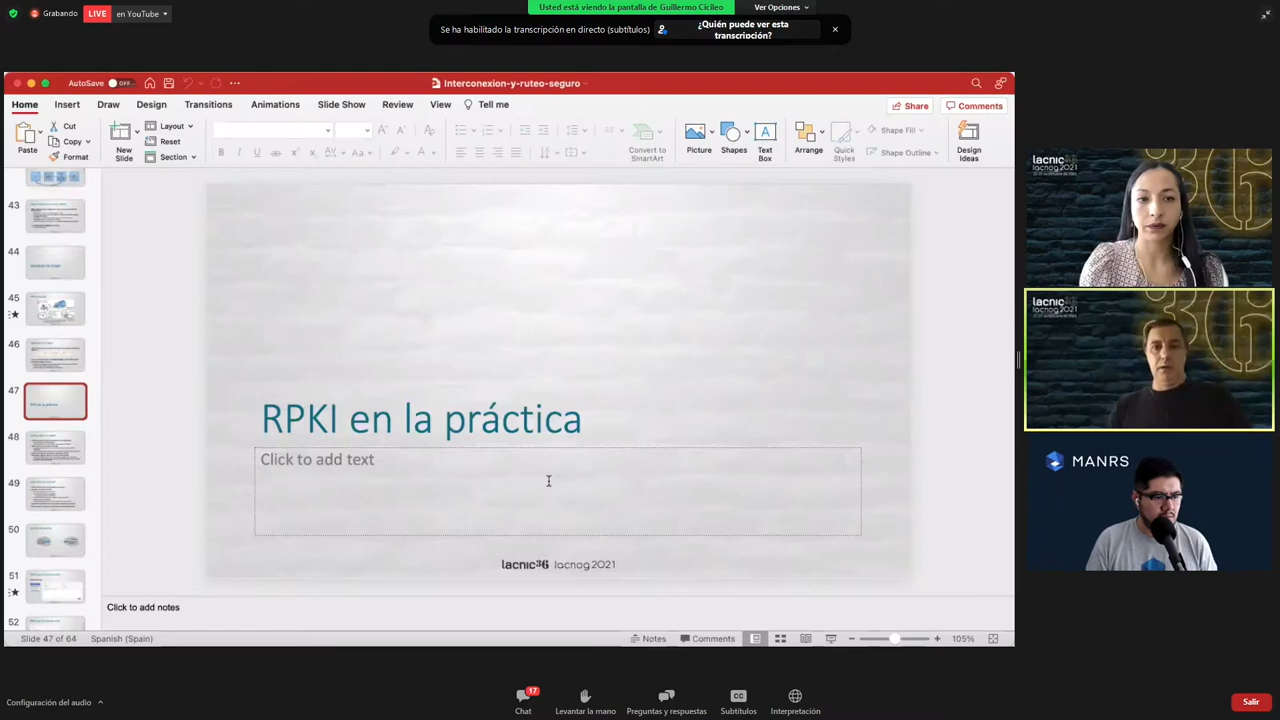 Grabando
LIVE
en YouTube
Usted está viendo la pantalla de Guillermo Cicileo
Ver Opciones
Se ha habilitado la transcripción en directo (subtítulos)
¿Quién puede ver esta
transcripción?
AutoSave
OFF
Interconexion-y-ruteo-seguro
Home
Insert
Draw
Design
Transitions
Animations
Slide Show
Review
View
Tell me
Share
Comments
Paste
Cut
Copy
Format
New
Slide
Layout
Reset
Section
Convert to
SmartArt
Picture
Shapes
Text
Box
Arrange
Quick
Styles
Shape Fill
Shape Outline
Design
Ideas
43
44
45
46
47
48
49
50
51
52
RPKI en la práctica
Click to add text
lacnic36 lacnog2021
Click to add notes
Slide 47 of 64
Spanish (Spain)
Notes
Comments
105%
lacnic36
lacnog2021
lacnic36
lacnog2021
MANRS
Configuración del audio
17
Chat
Levantar la mano
Preguntas y respuestas
Subtítulos
Interpretación
Salir